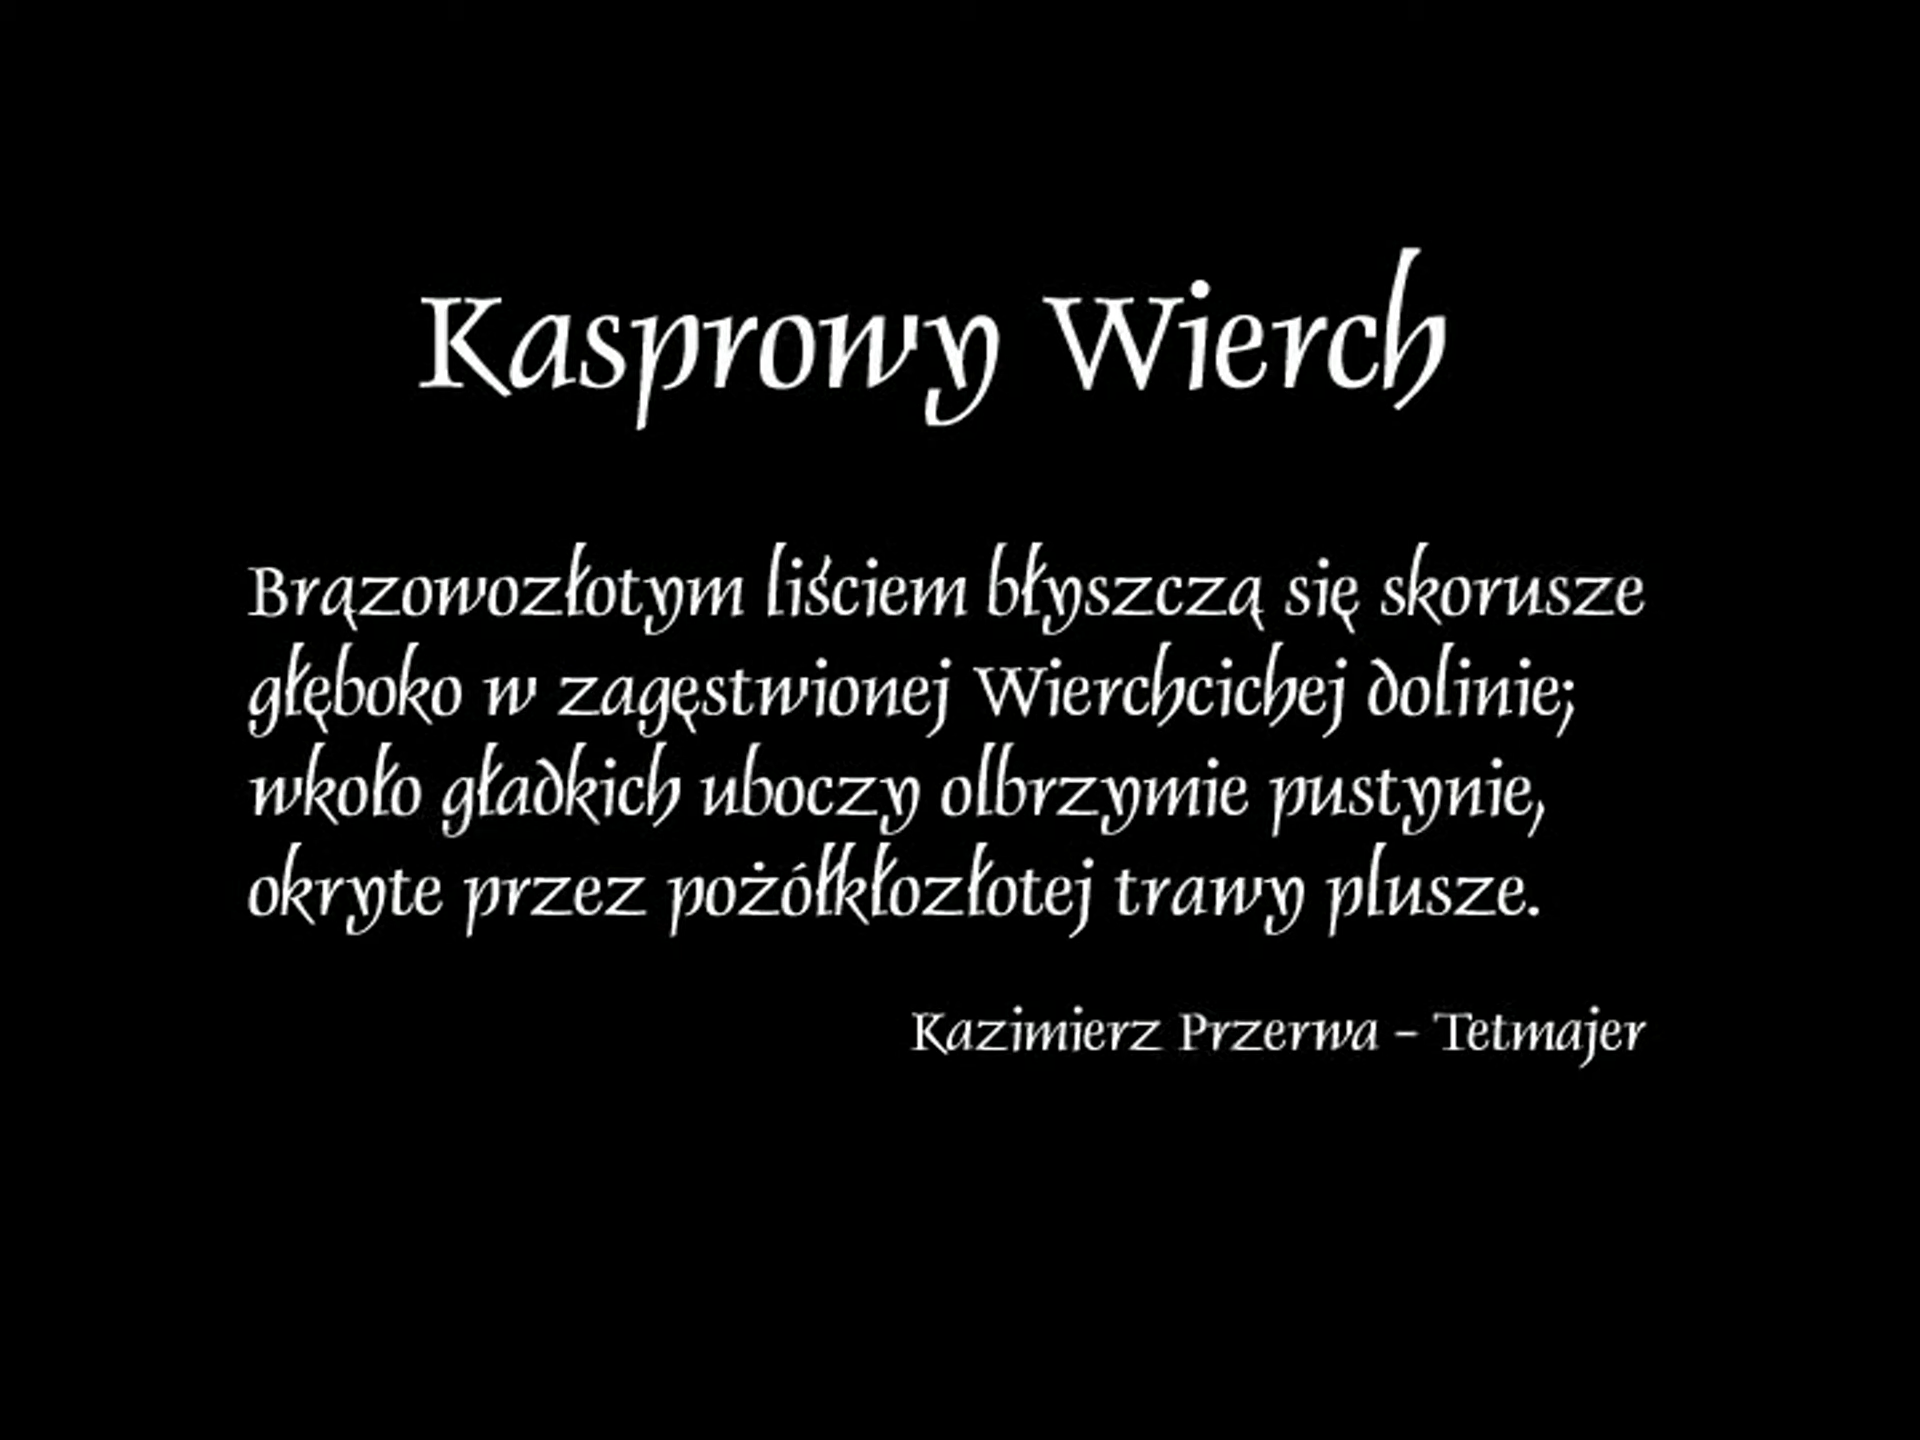 Kasprowy Wierch
Brązowozłotym liściem błyszczą się skorusze
głęboko w zagęstwionej Wierchcichej dolinie;
wkoło gładkich uboczy olbrzymie pustynie,
okryte przez pożółkłozłotej trawy plusze.
Kazimierz Przerwa - Tetmajer